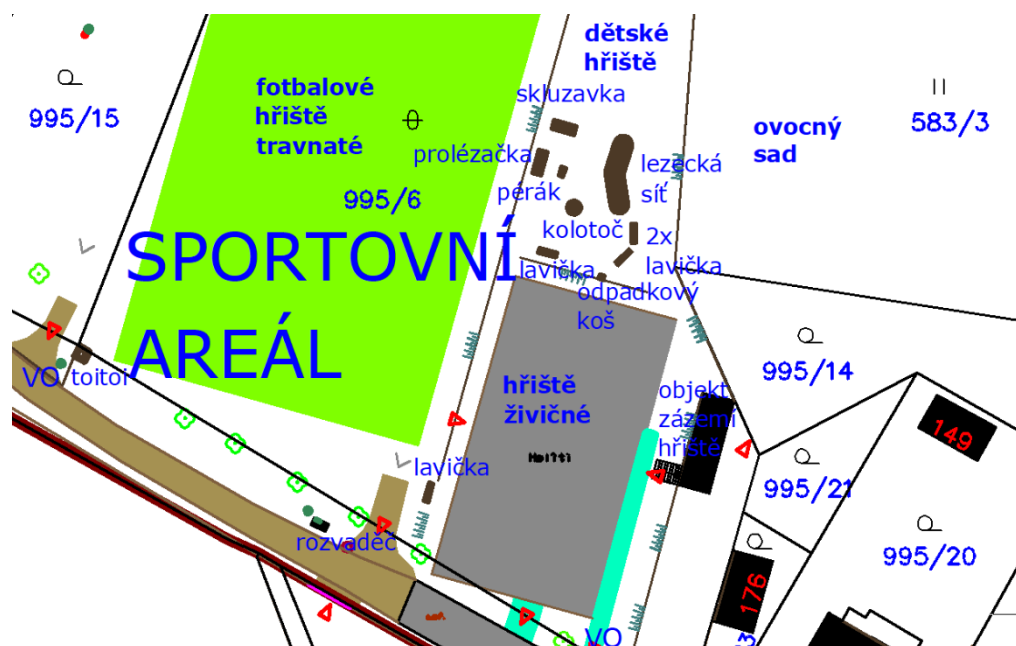 dětské
hřiště
fotbalové
hřiště
travnaté
995/15
skluzavka
ovocný
sad
583/3
prolézačka
lezecká
síť
995/6
pérák
kolotoč
2x
lavička
SPORTOVNÍ
lavička
odpadkový
koš
AREÁL
VO
toitoi
hřiště
živičné
objekt
zázemí
hřiště
995/14
149
lavička
995/21
rozvaděč
995/20
176
VO